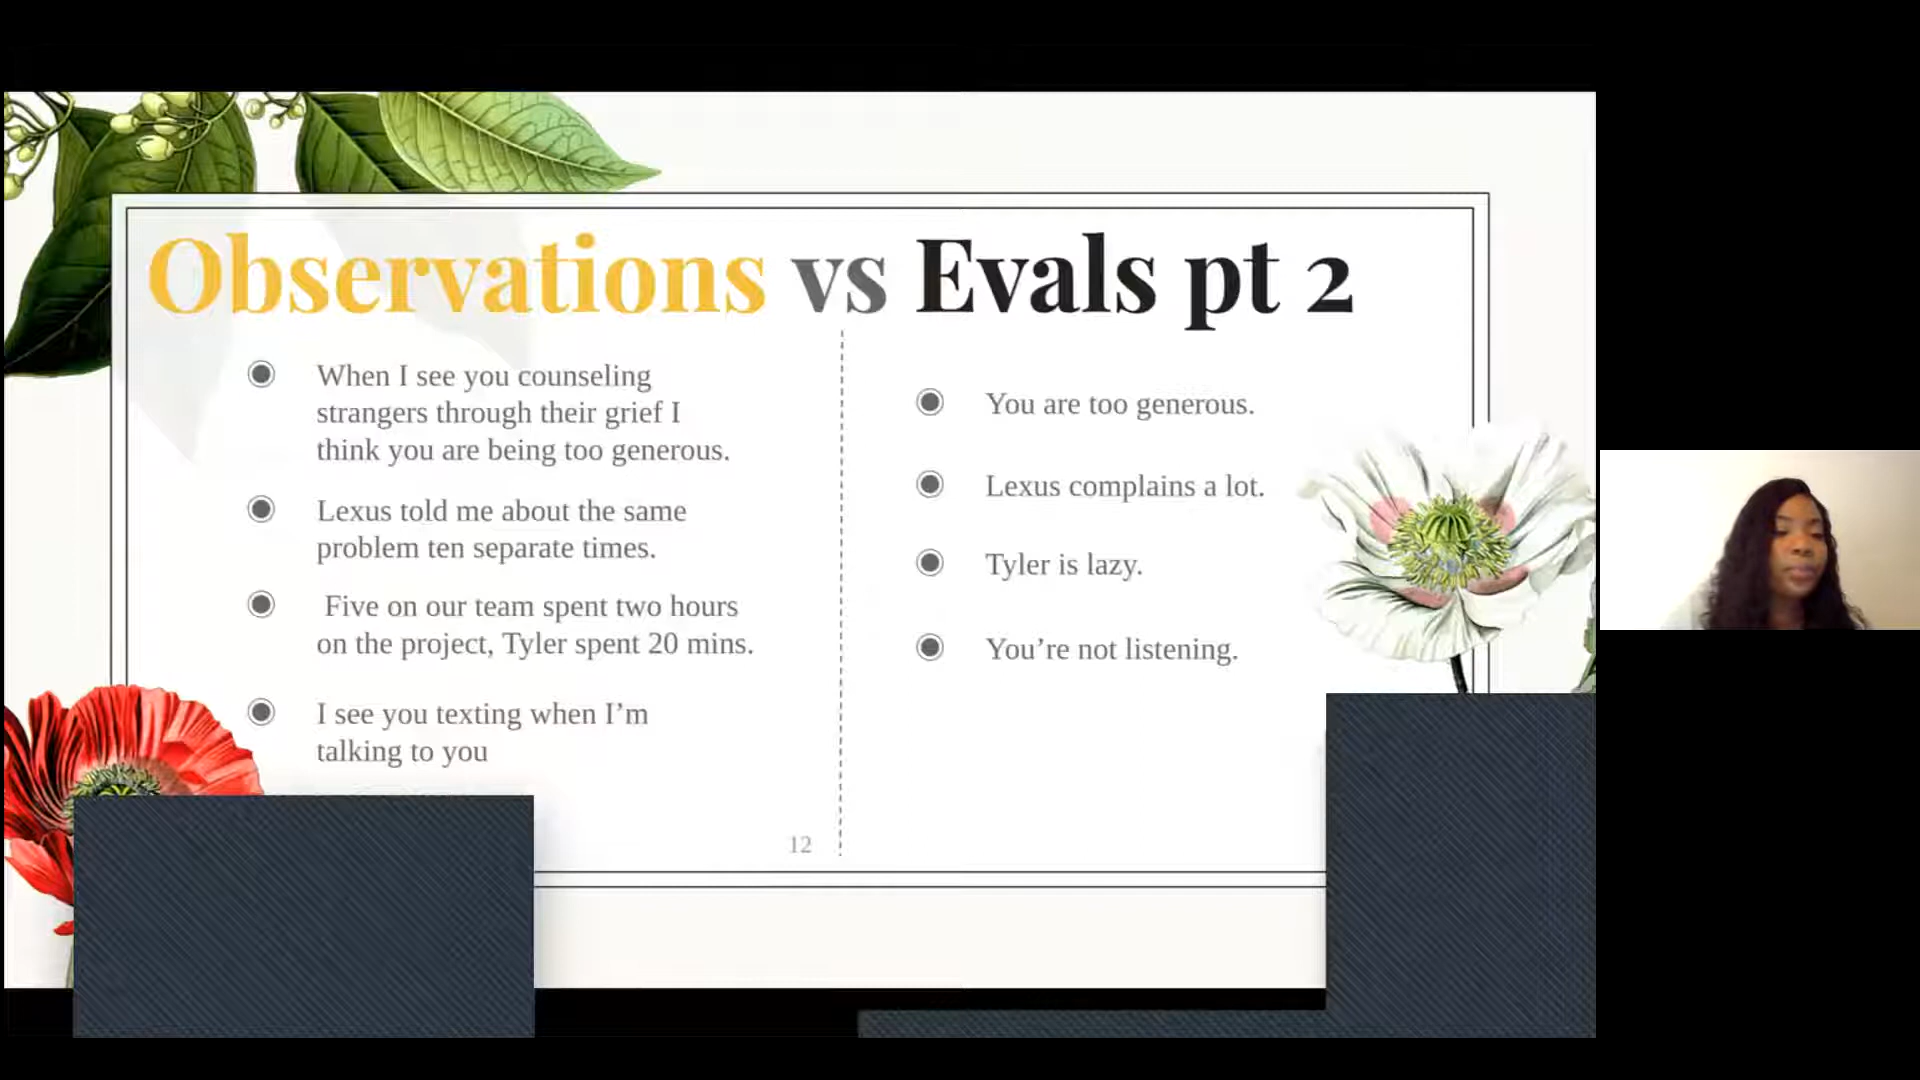 Observations vs Evals pt 2
When I see you counseling
strangers through their grief I
think you are being too generous.
Lexus told me about the same
problem ten separate times.
Five on our team spent two hours
on the project, Tyler spent 20 mins.
I see you texting when I’m
talking to you
You are too generous.
Lexus complains a lot.
Tyler is lazy.
You’re not listening.
12